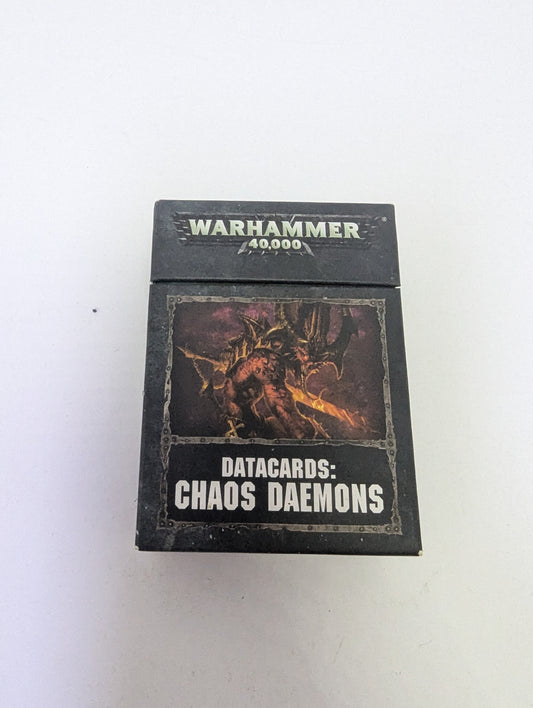 WARHAMMER®
40,000
DATACARDS:
CHAOS DAEMONS